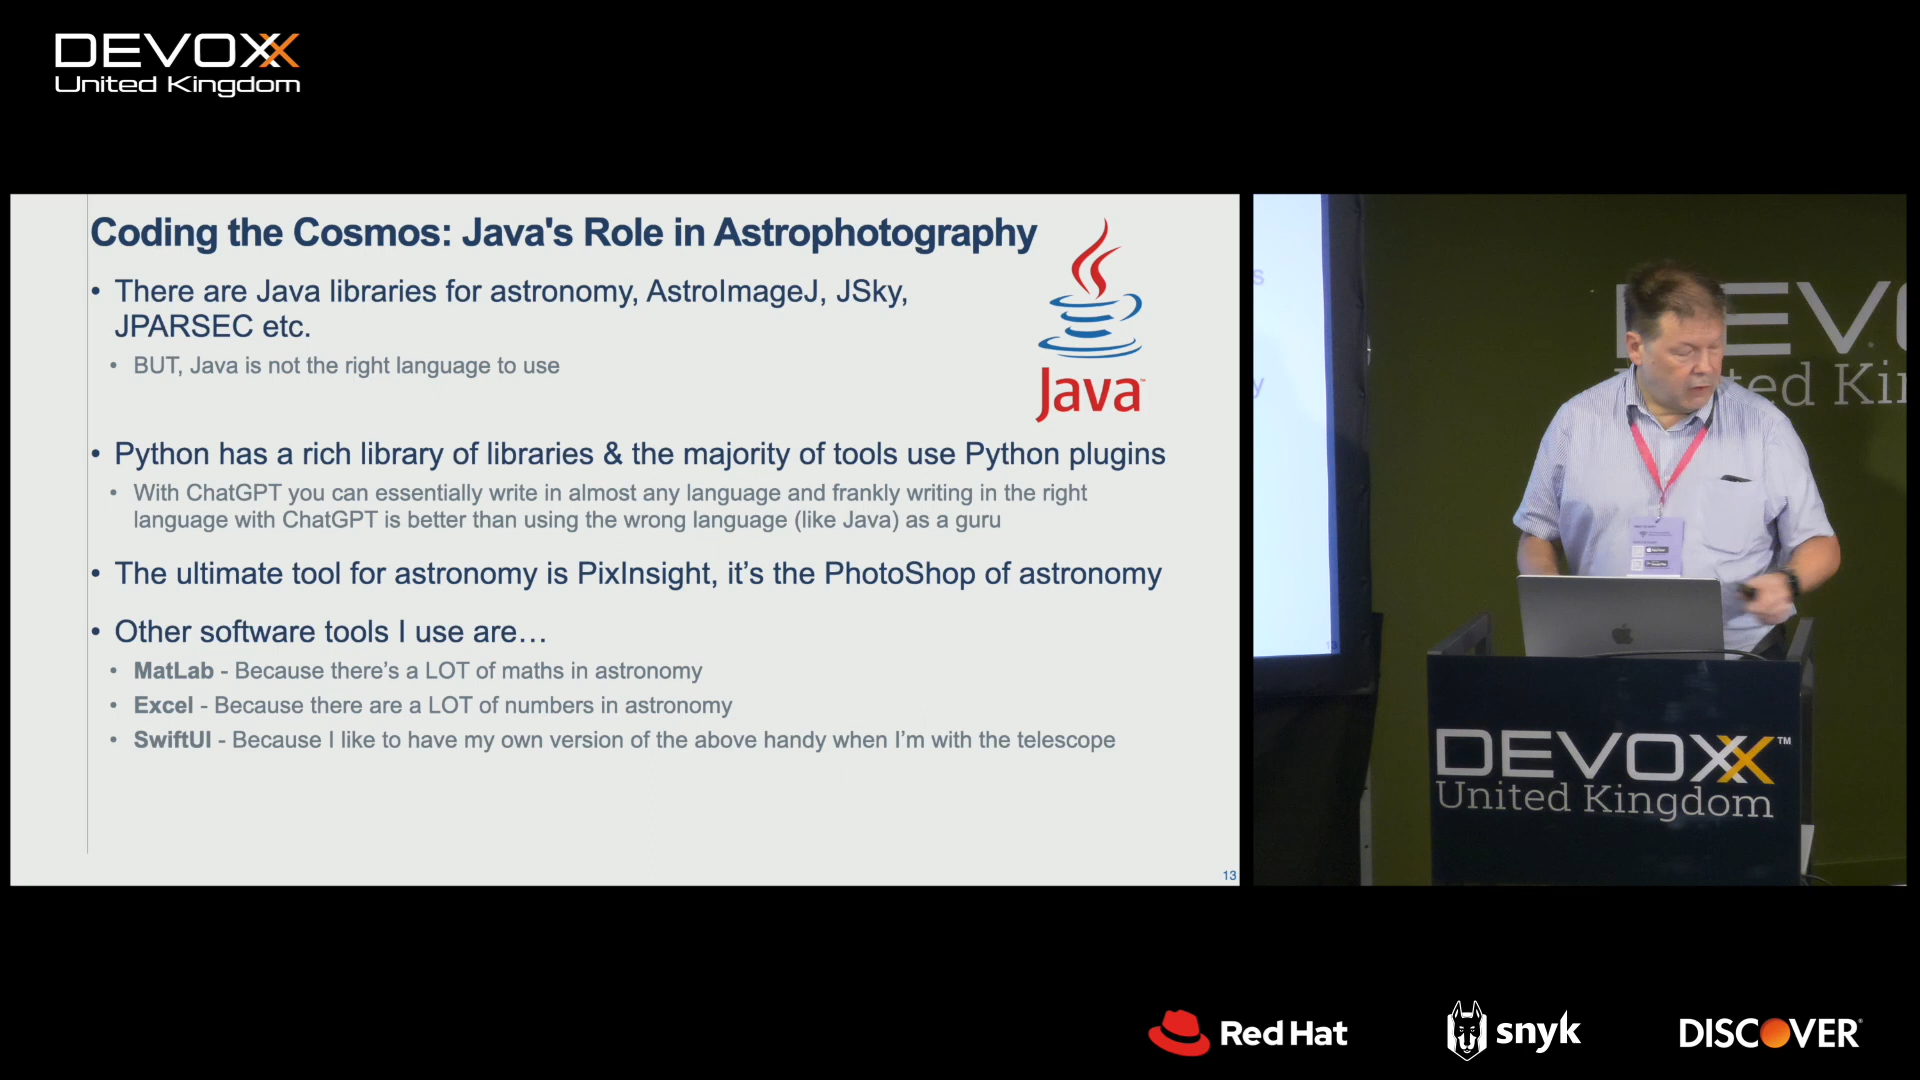 DEVOXX
United Kingdom
Coding the Cosmos: Java's Role in Astrophotography
• There are Java libraries for astronomy, AstroImageJ, JSky,
JPARSEC etc.
• BUT, Java is not the right language to use
Java
• Python has a rich library of libraries & the majority of tools use Python plugins
• With ChatGPT you can essentially write in almost any language and frankly writing in the right
language with ChatGPT is better than using the wrong language (like Java) as a guru
• The ultimate tool for astronomy is PixInsight, it’s the PhotoShop of astronomy
• Other software tools I use are…
• MatLab - Because there’s a LOT of maths in astronomy
• Excel - Because there are a LOT of numbers in astronomy
• SwiftUI - Because I like to have my own version of the above handy when I’m with the telescope
13
s
y
13
DEVOXX™
United Kingdom
Red Hat
snyk
DISCOVER